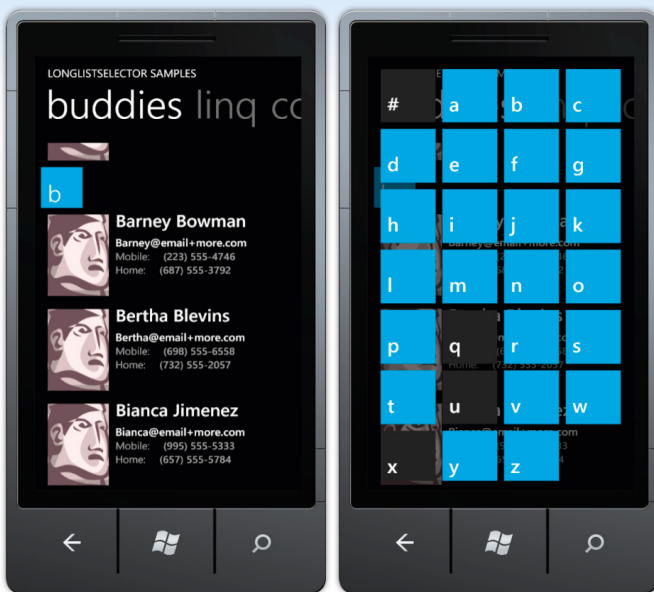 LONGLISTSELECTOR SAMPLES
buddies linq co
b
Barney Bowman
Barney@email+more.com
Mobile: (223) 555-4746
Home: (687) 555-3792
Bertha Blevins
Bertha@email+more.com
Mobile: (698) 555-6558
Home: (732) 555-2057
Bianca Jimenez
Bianca@email+more.com
Mobile: (995) 555-5333
Home: (657) 555-5784
# a b c
d e f g
h i j k
l m n o
p q r s
t u v w
x y z